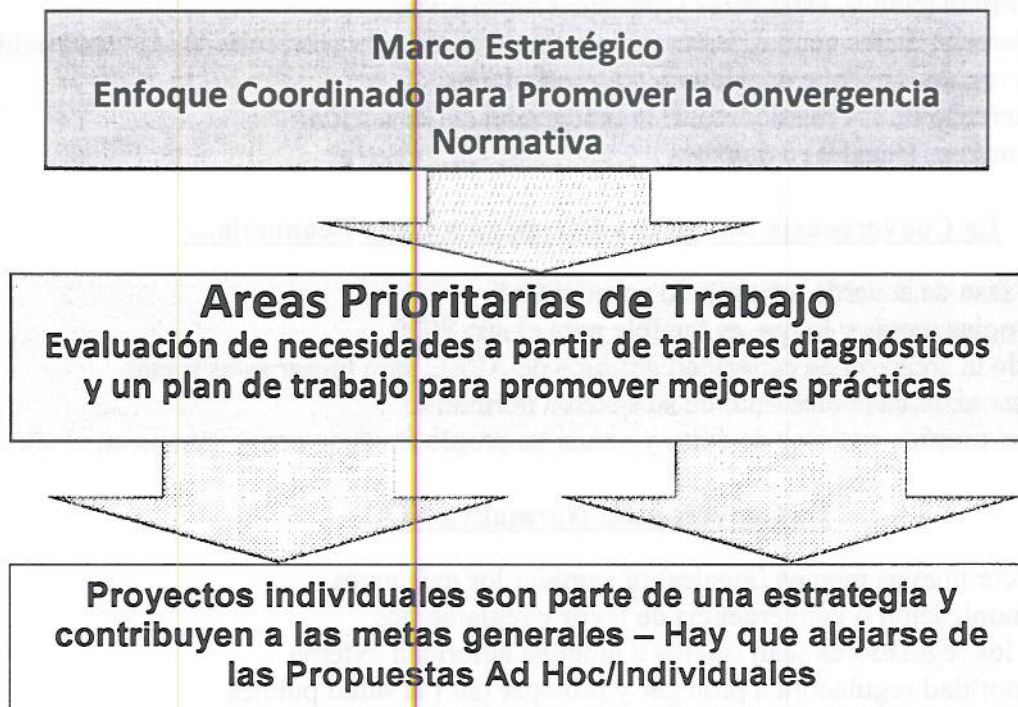 Marco Estratégico
Enfoque Coordinado para Promover la Convergencia
Normativa
Areas Prioritarias de Trabajo
Evaluación de necesidades a partir de talleres diagnósticos
y un plan de trabajo para promover mejores prácticas
Proyectos individuales son parte de una estrategia y
contribuyen a las metas generales – Hay que alejarse de
las Propuestas Ad Hoc/Individuales